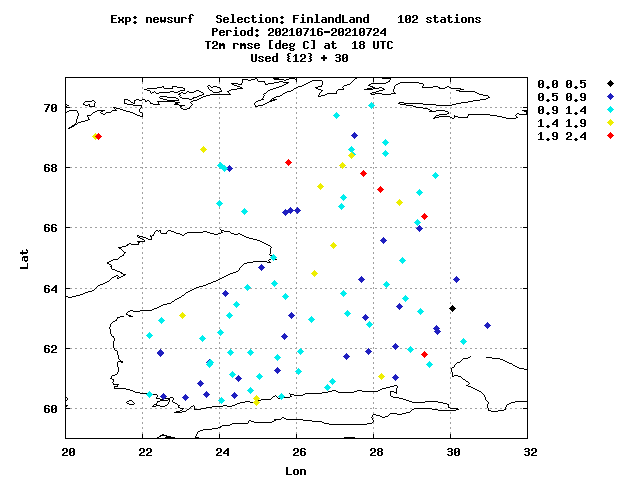 Exp: newsurf   Selection: FinlandLand    102 stations
Period: 20210716-20210724
T2m rmse [deg C] at  18 UTC
Used {12} + 30
0.0 0.5
0.5 0.9
0.9 1.4
1.4 1.9
1.9 2.4
70
68
66
64
62
60
Lat
20 22 24 26 28 30 32
Lon